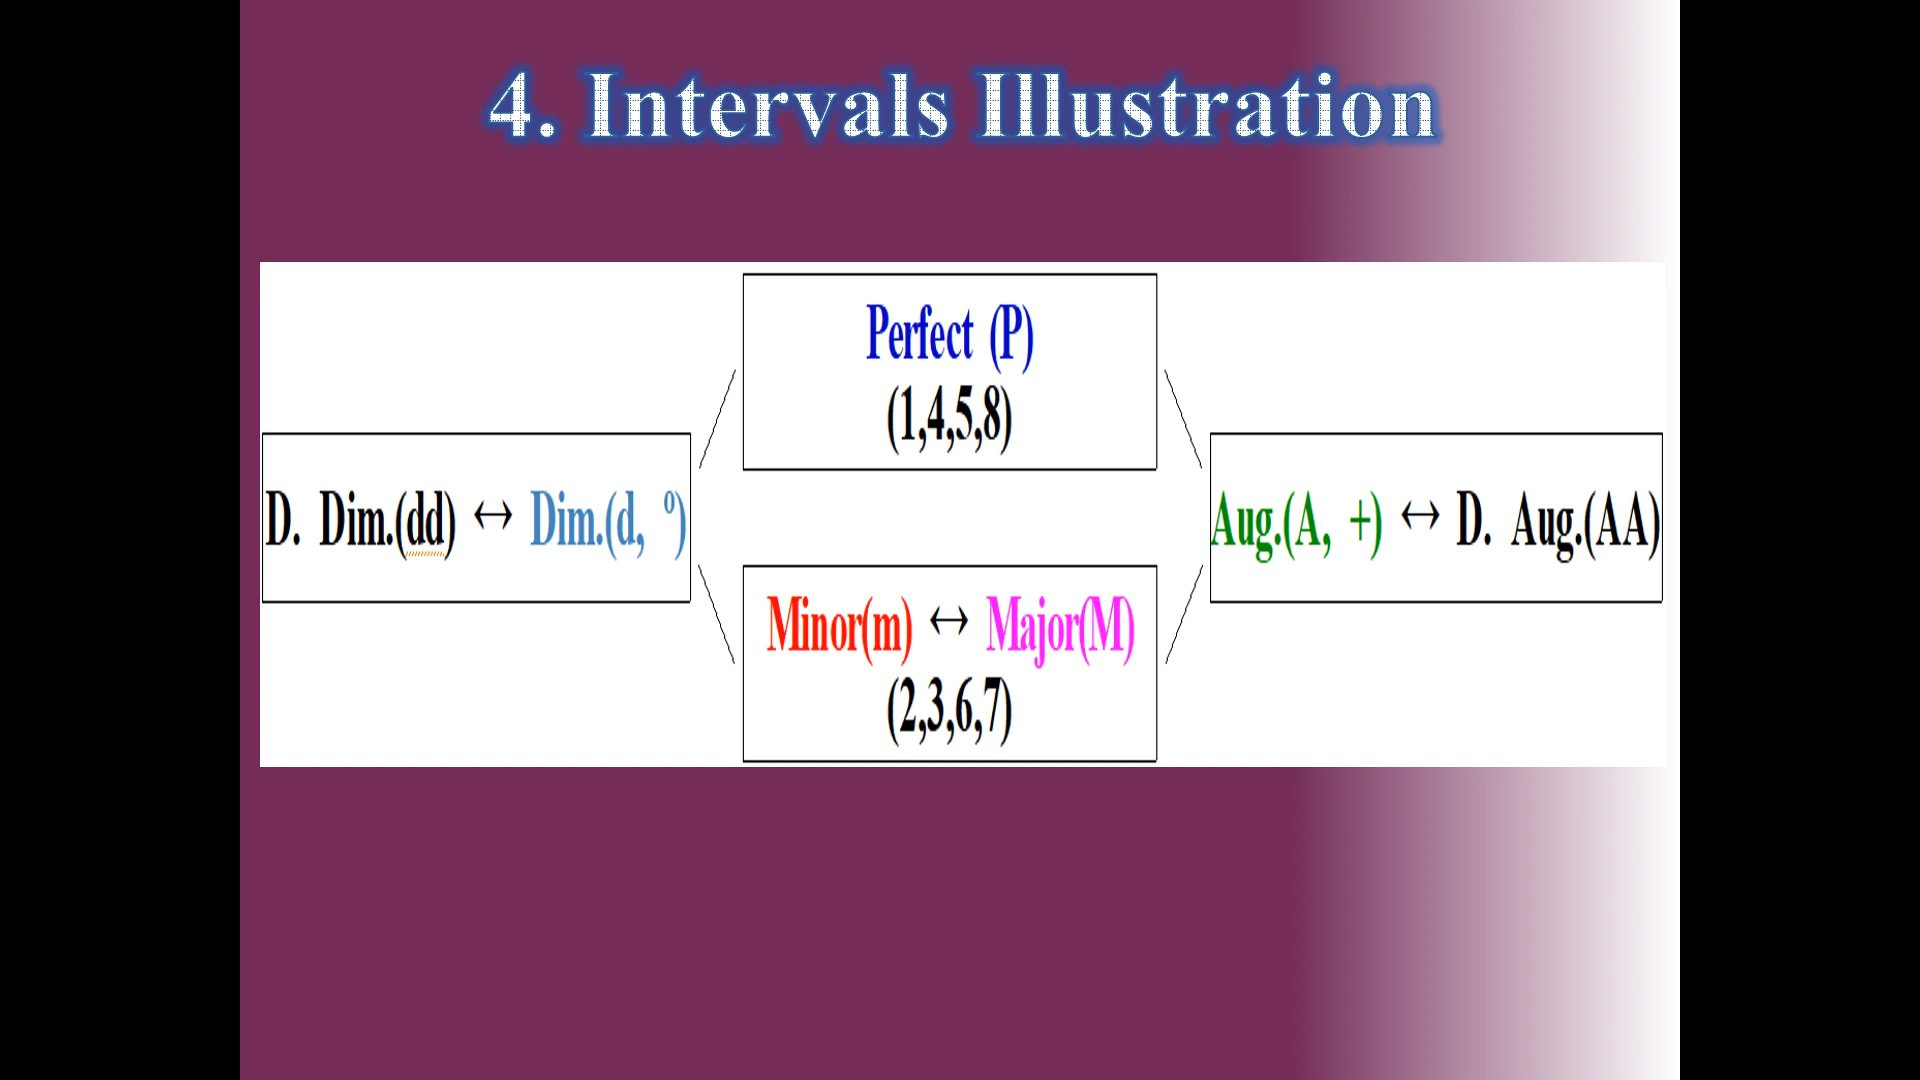 4. Intervals Illustration
Perfect (P)
(1,4,5,8)
D. Dim.(dd) ↔ Dim.(d, º)
Aug.(A, +) ↔ D. Aug.(AA)
Minor(m) ↔ Major(M)
(2,3,6,7)